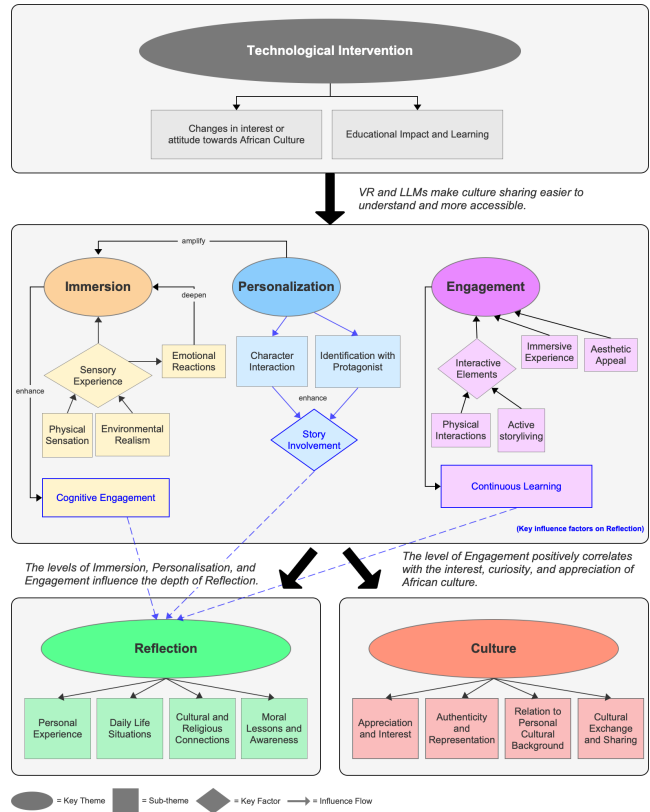 Technological Intervention
Changes in interest or
attitude towards African Culture
Educational Impact and Learning
VR and LLMs make culture sharing easier to
understand and more accessible.
amplify
Immersion
Personalization
Engagement
deepen
Sensory
Experience
Emotional
Reactions
Character
Interaction
Identification with
Protagonist
Interactive
Elements
Immersive
Experience
Aesthetic
Appeal
enhance
enhance
Physical
Sensation
Environmental
Realism
Story
Involvement
Physical
Interactions
Active
storyliving
Cognitive Engagement
Continuous Learning
(Key influence factors on Reflection)
The levels of Immersion, Personalisation, and
Engagement influence the depth of Reflection.
The level of Engagement positively correlates
with the interest, curiosity, and appreciation of
African culture.
Reflection
Culture
Personal
Experience
Daily Life
Situations
Cultural and
Religious
Connections
Moral
Lessons and
Awareness
Appreciation
and Interest
Authenticity and
Representation
Relation to
Personal
Cultural
Background
Cultural
Exchange
and Sharing
= Key Theme
= Sub-theme
= Key Factor
= Influence Flow